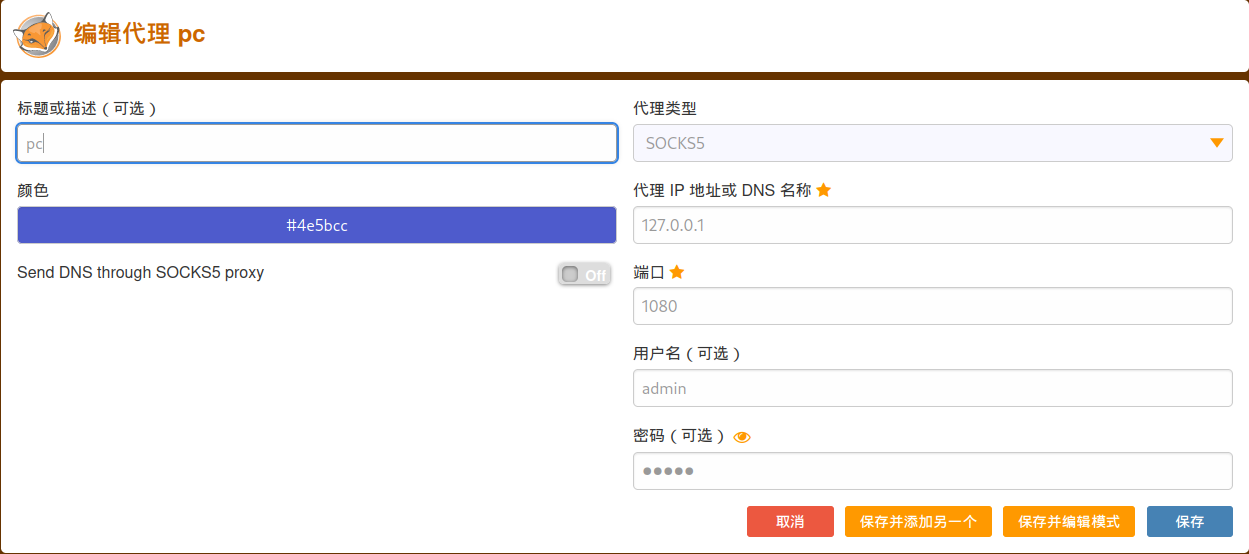 编辑代理 pc
标题或描述（可选）
pc
颜色
#4e5bcc
Send DNS through SOCKS5 proxy
Off
代理类型
SOCKS5
代理 IP 地址或 DNS 名称
127.0.0.1
端口
1080
用户名（可选）
admin
密码（可选）
●●●●●
取消
保存并添加另一个
保存并编辑模式
保存